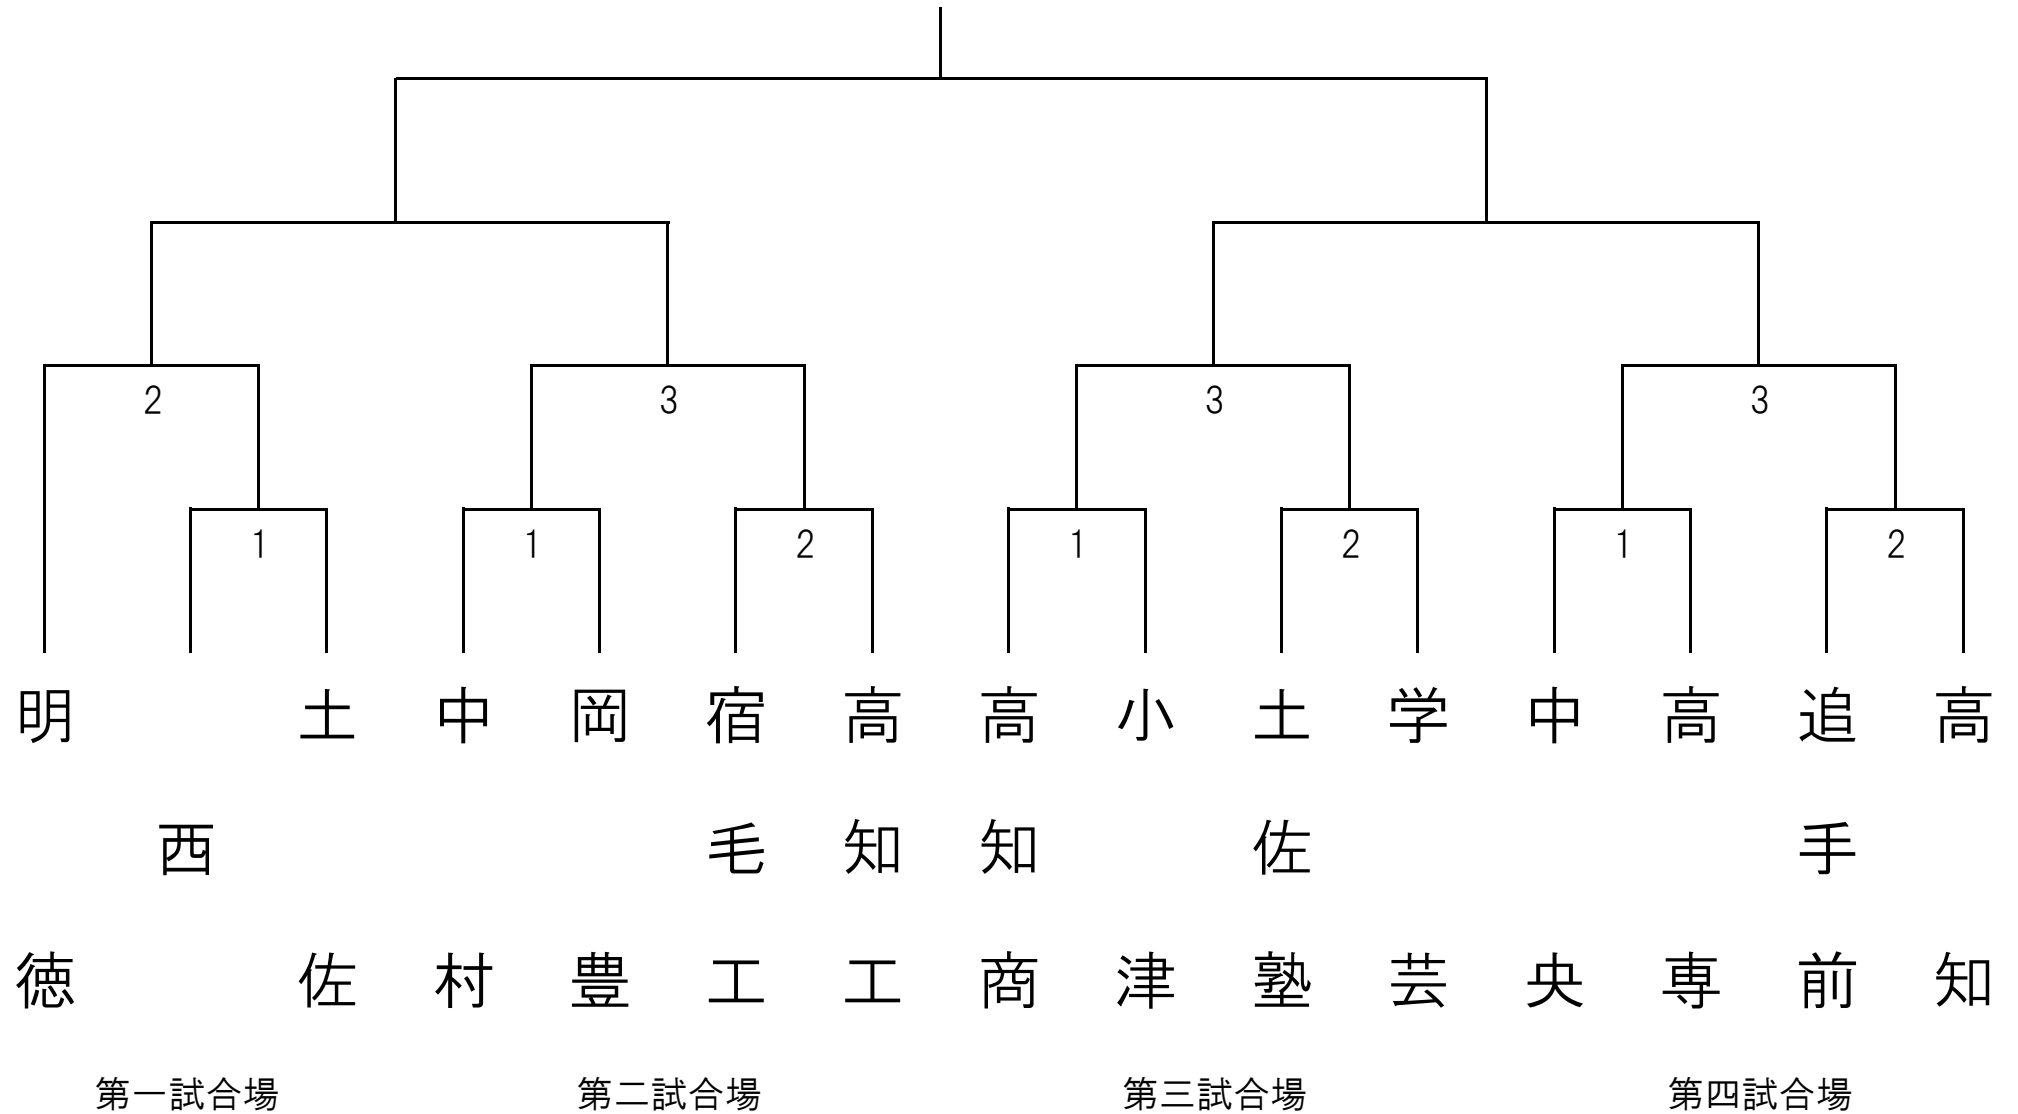 2
3
3
3
1
1
2
1
2
1
2
明徳
西
土佐
中村
岡豊
宿毛工
高知工
高知商
小津
土佐塾
学芸
中央
高専
追手前
高知
第一試合場
第二試合場
第三試合場
第四試合場